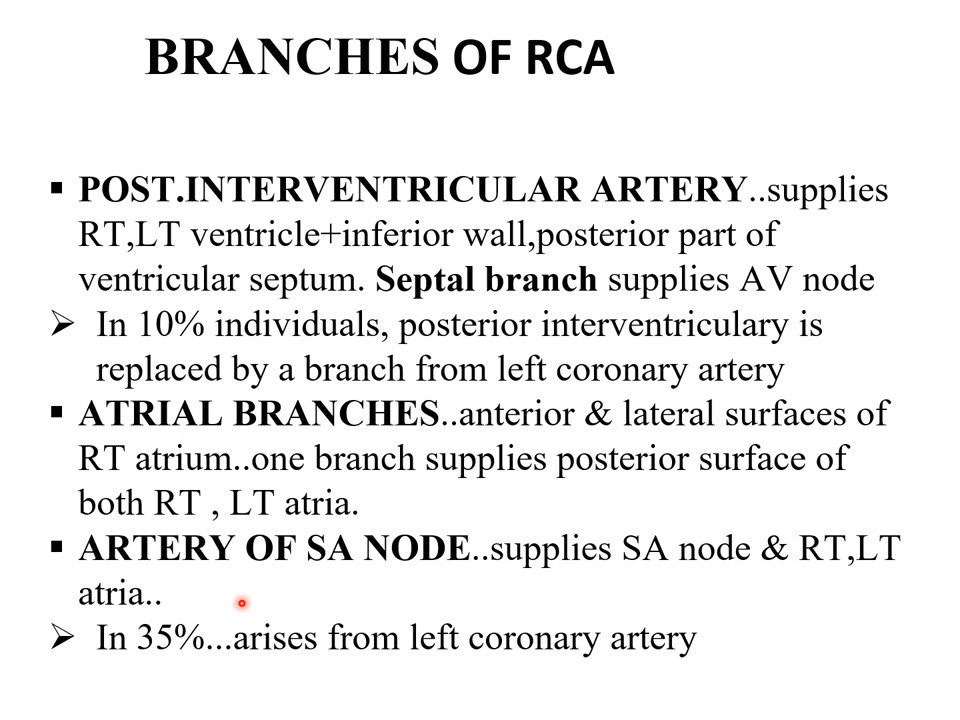 BRANCHES OF RCA
▪ POST.INTERVENTRICULAR ARTERY..supplies
RT,LT ventricle+inferior wall,posterior part of
ventricular septum. Septal branch supplies AV node
➢ In 10% individuals, posterior interventriculary is
replaced by a branch from left coronary artery
▪ ATRIAL BRANCHES..anterior & lateral surfaces of
RT atrium..one branch supplies posterior surface of
both RT , LT atria.
▪ ARTERY OF SA NODE..supplies SA node & RT,LT
atria..
➢ In 35%...arises from left coronary artery